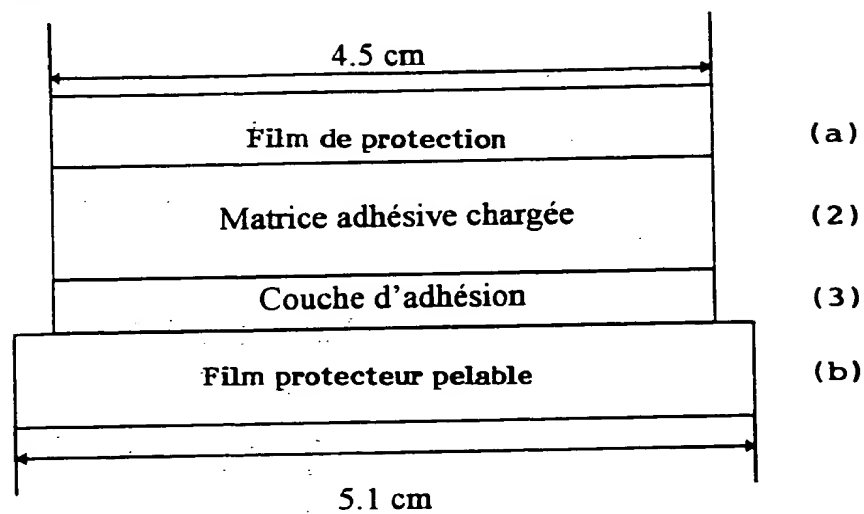 4.5 cm
Film de protection (a)
Matrice adhésive chargée (2)
Couche d'adhésion (3)
Film protecteur pelable (b)
5.1 cm